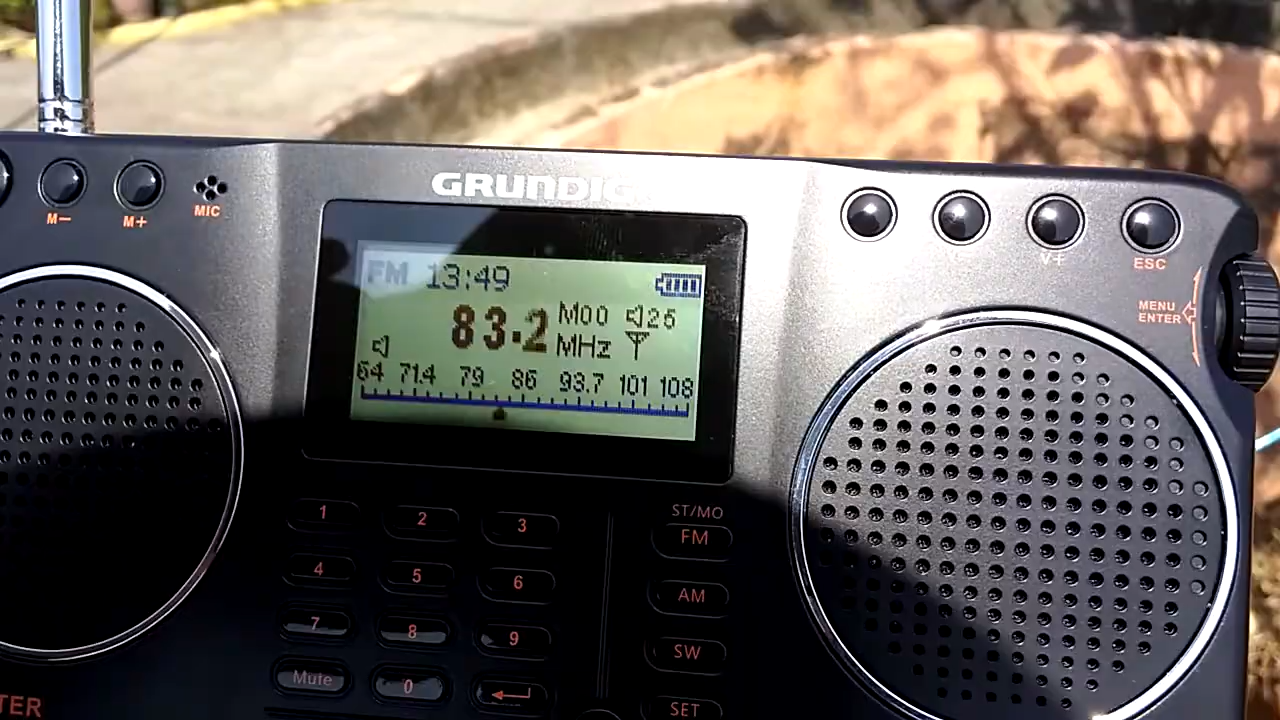 GRUNDIG
M- M+ MIC
V- V+ ESC
MENU
ENTER
FM 13:49
83.2 M00 25
MHz
64 71.4 79 86 93.7 101 108
ST/MO
1 2 3 FM
4 5 6 AM
7 8 9 SW
Mute 0 SET
TER